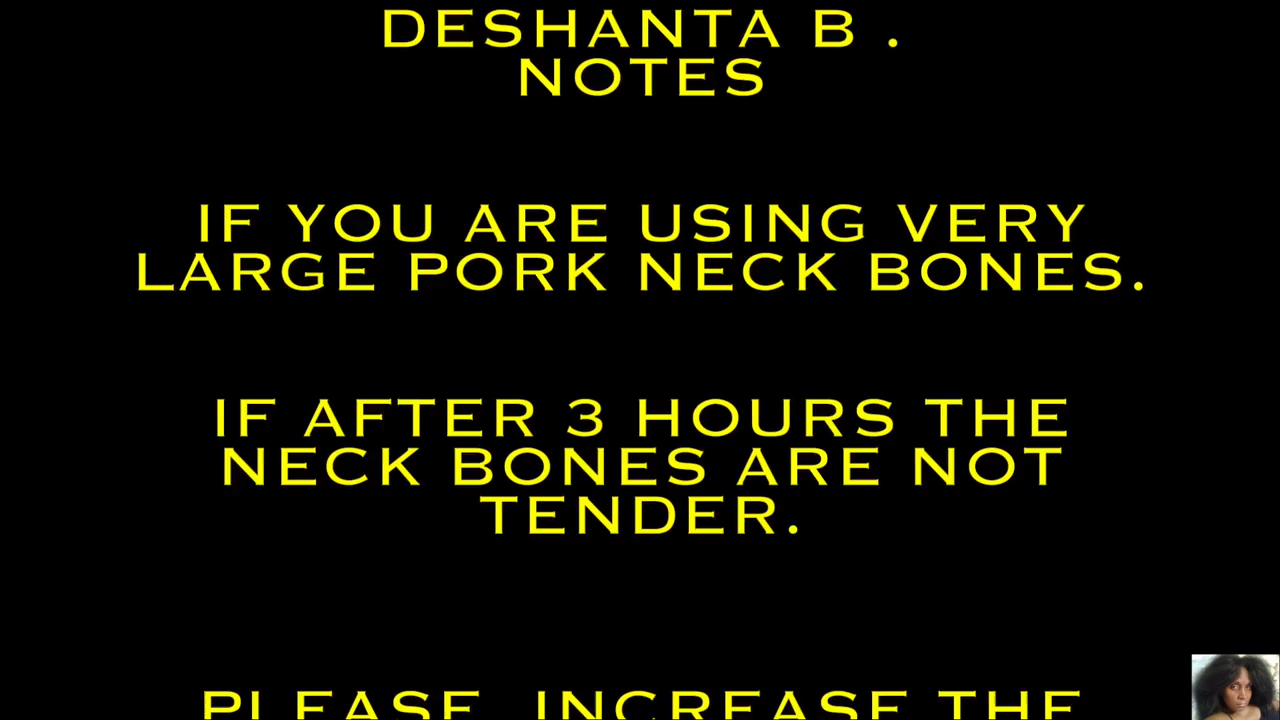 DESHANTA B .
NOTES
IF YOU ARE USING VERY
LARGE PORK NECK BONES.
IF AFTER 3 HOURS THE
NECK BONES ARE NOT
TENDER.
PLEASE INCREASE THE